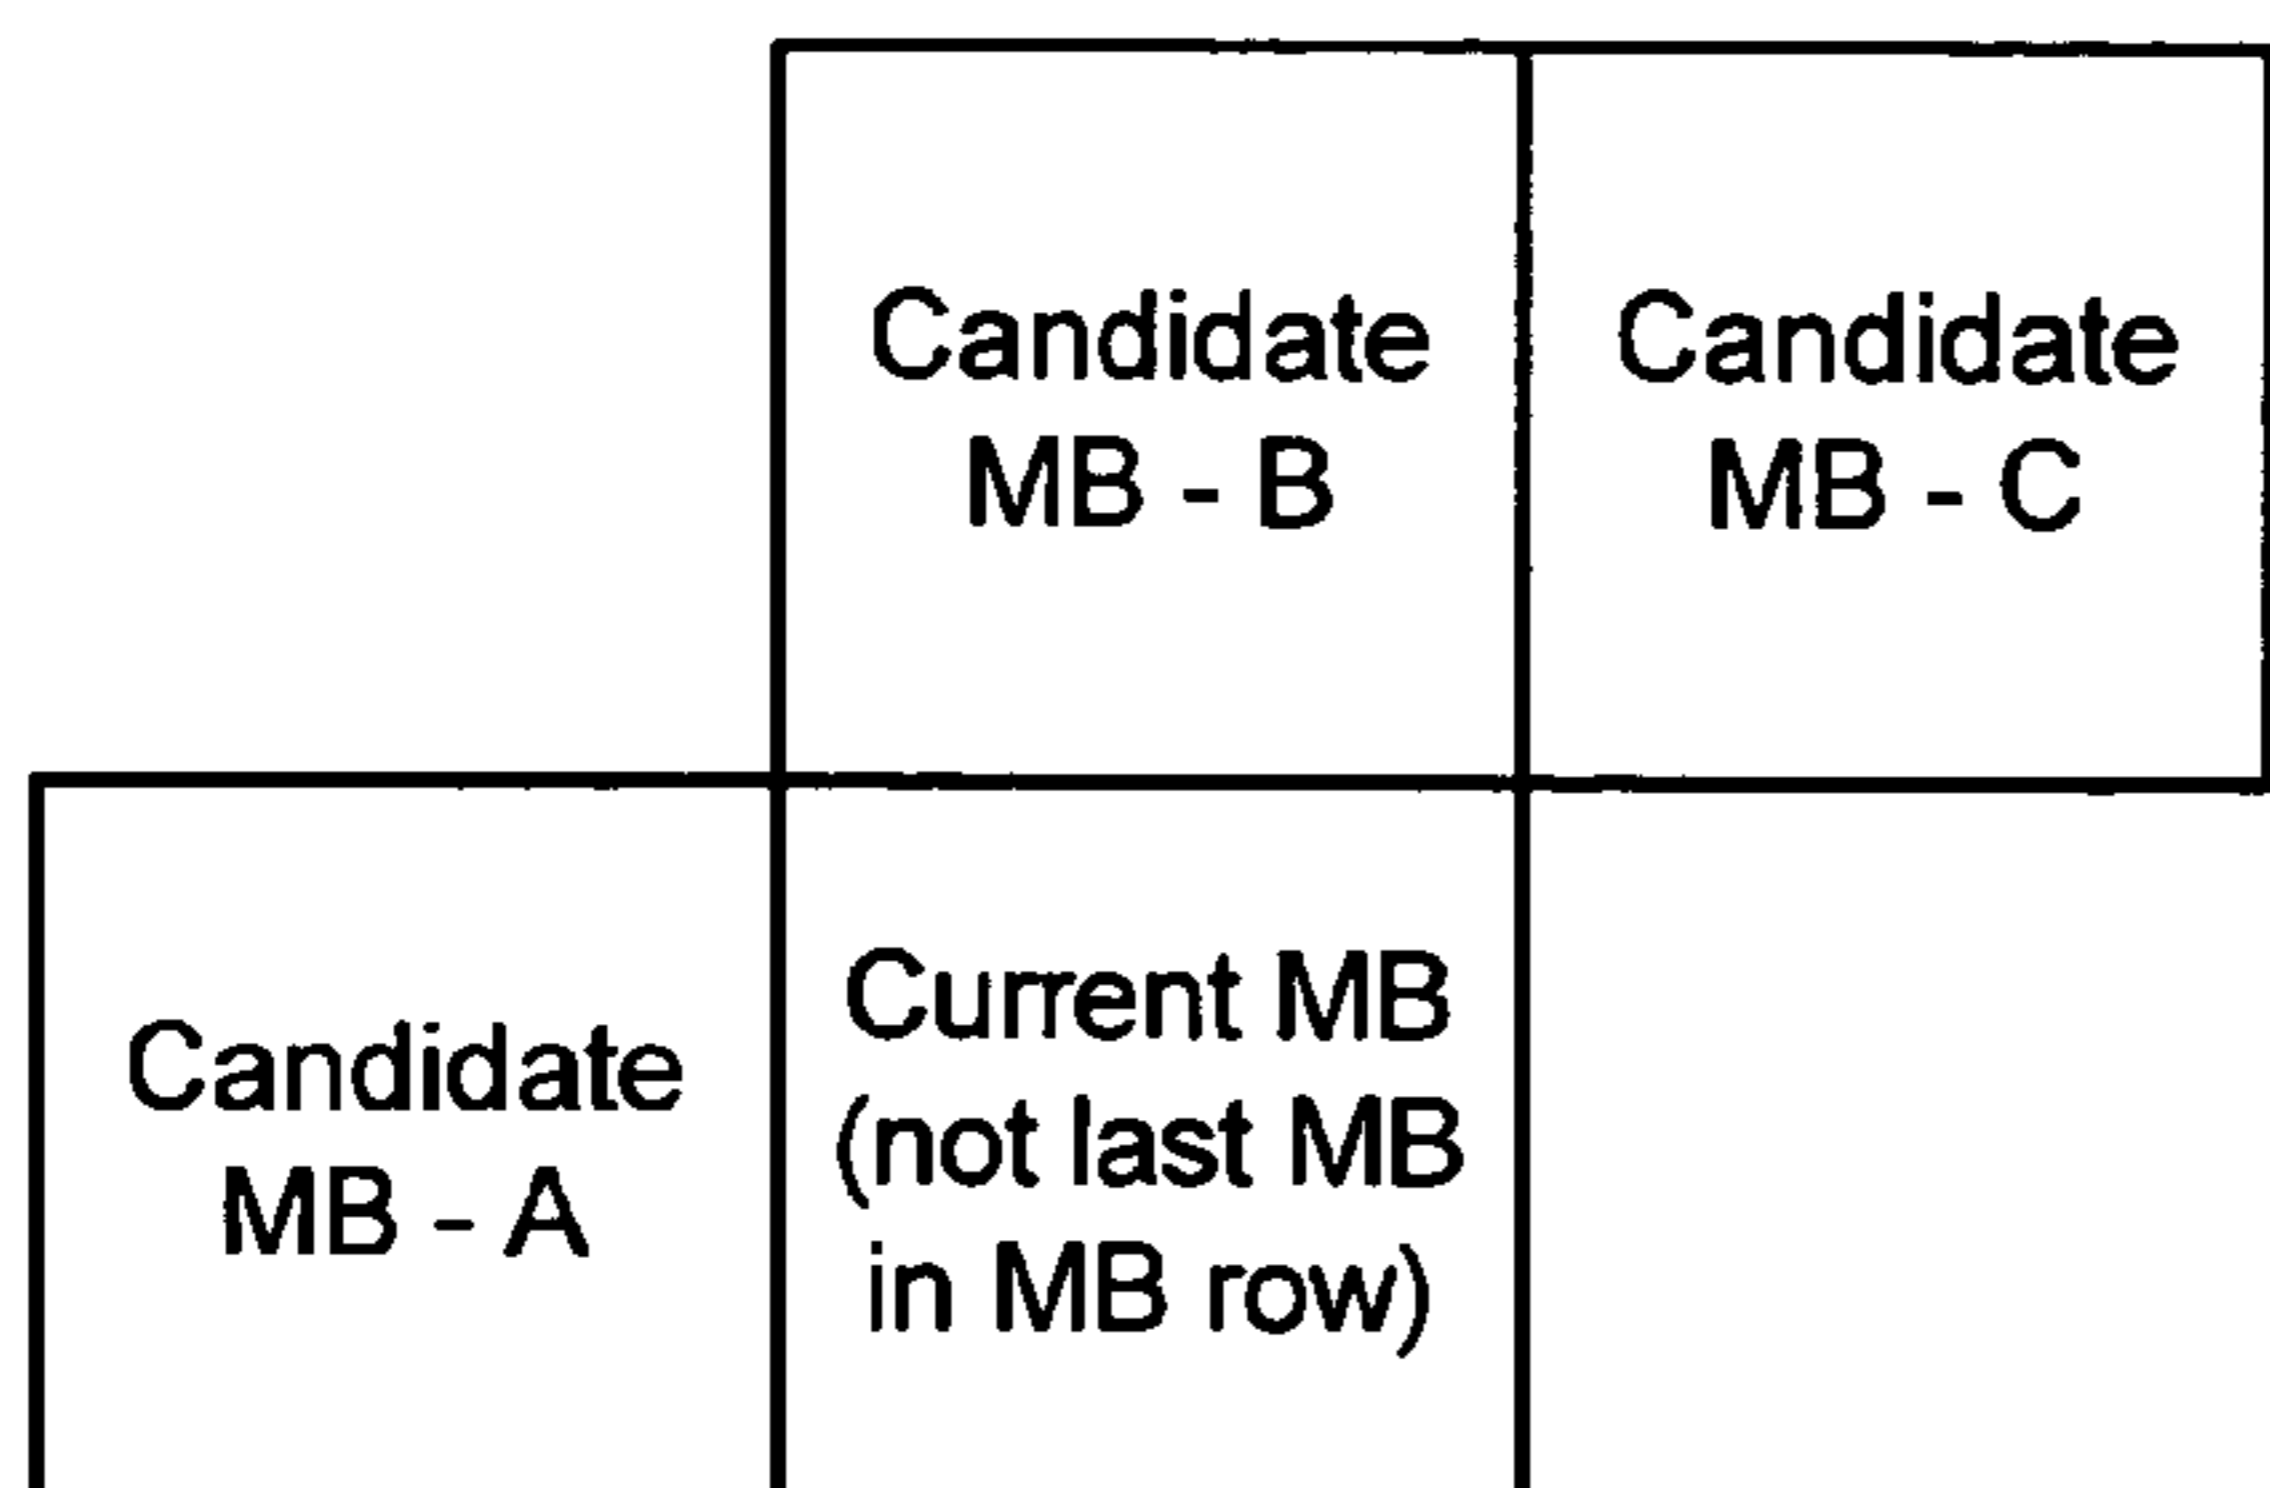 Candidate
MB - B
Candidate
MB - C
Candidate
MB - A
Current MB
(not last MB
in MB row)